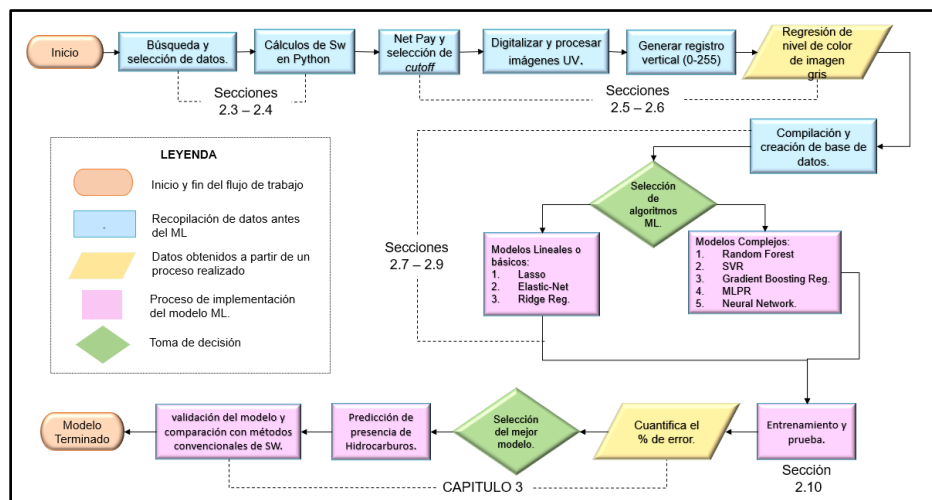 Inicio
Búsqueda y
selección de datos.
Cálculos de Sw
en Python
Net Pay y
selección de
cutoff
Digitalizar y procesar
imágenes UV.
Generar registro
vertical (0-255)
Regresión de
nivel de color
de imagen
gris
Secciones
2.3 – 2.4
Secciones
2.5 – 2.6
Compilación y
creación de base de
datos.
LEYENDA
Inicio y fin del flujo de trabajo
.
Recopilación de datos antes
del ML
Datos obtenidos a partir de un
proceso realizado
Proceso de implementación
del modelo ML.
Toma de decisión
Selección
de
algoritmos
ML.
Secciones
2.7 – 2.9
Modelos Lineales o
básicos:
1. Lasso
2. Elastic-Net
3. Ridge Reg.
Modelos Complejos:
1. Random Forest
2. SVR
3. Gradient Boosting Reg.
4. MLPR
5. Neural Network.
Modelo
Terminado
validación del modelo y
comparación con métodos
convencionales de SW.
Predicción de
presencia de
Hidrocarburos.
Selección
del mejor
modelo.
Cuantifica el
% de error.
Entrenamiento y
prueba.
Sección
2.10
CAPITULO 3